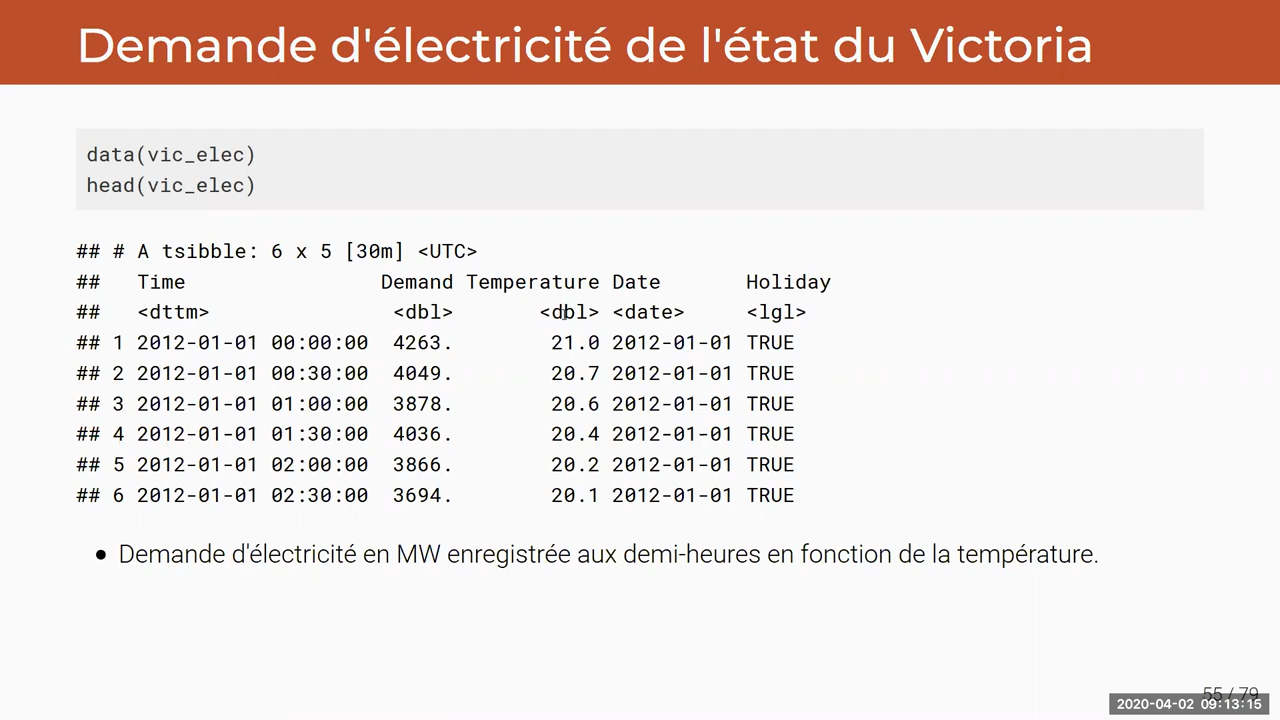 Demande d'électricité de l'état du Victoria
data(vic_elec)
head(vic_elec)
## # A tsibble: 6 x 5 [30m] <UTC>
##   Time                Demand Temperature Date       Holiday
##   <dttm>               <dbl>       <dbl> <date>     <lgl>
## 1 2012-01-01 00:00:00  4263.        21.0 2012-01-01 TRUE
## 2 2012-01-01 00:30:00  4049.        20.7 2012-01-01 TRUE
## 3 2012-01-01 01:00:00  3878.        20.6 2012-01-01 TRUE
## 4 2012-01-01 01:30:00  4036.        20.4 2012-01-01 TRUE
## 5 2012-01-01 02:00:00  3866.        20.2 2012-01-01 TRUE
## 6 2012-01-01 02:30:00  3694.        20.1 2012-01-01 TRUE
• Demande d'électricité en MW enregistrée aux demi-heures en fonction de la température.
55 / 79
2020-04-02 09:13:15